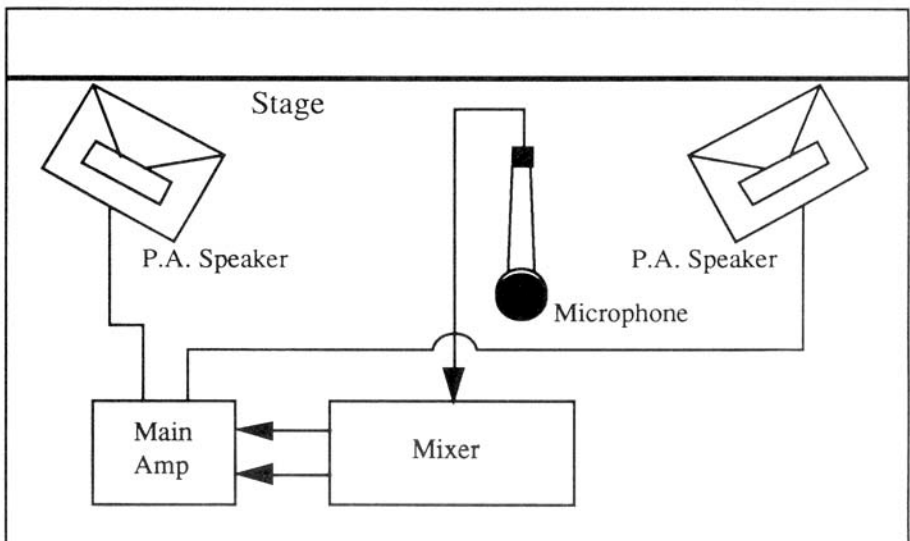 Stage
P.A. Speaker
P.A. Speaker
Microphone
Main
Amp
Mixer